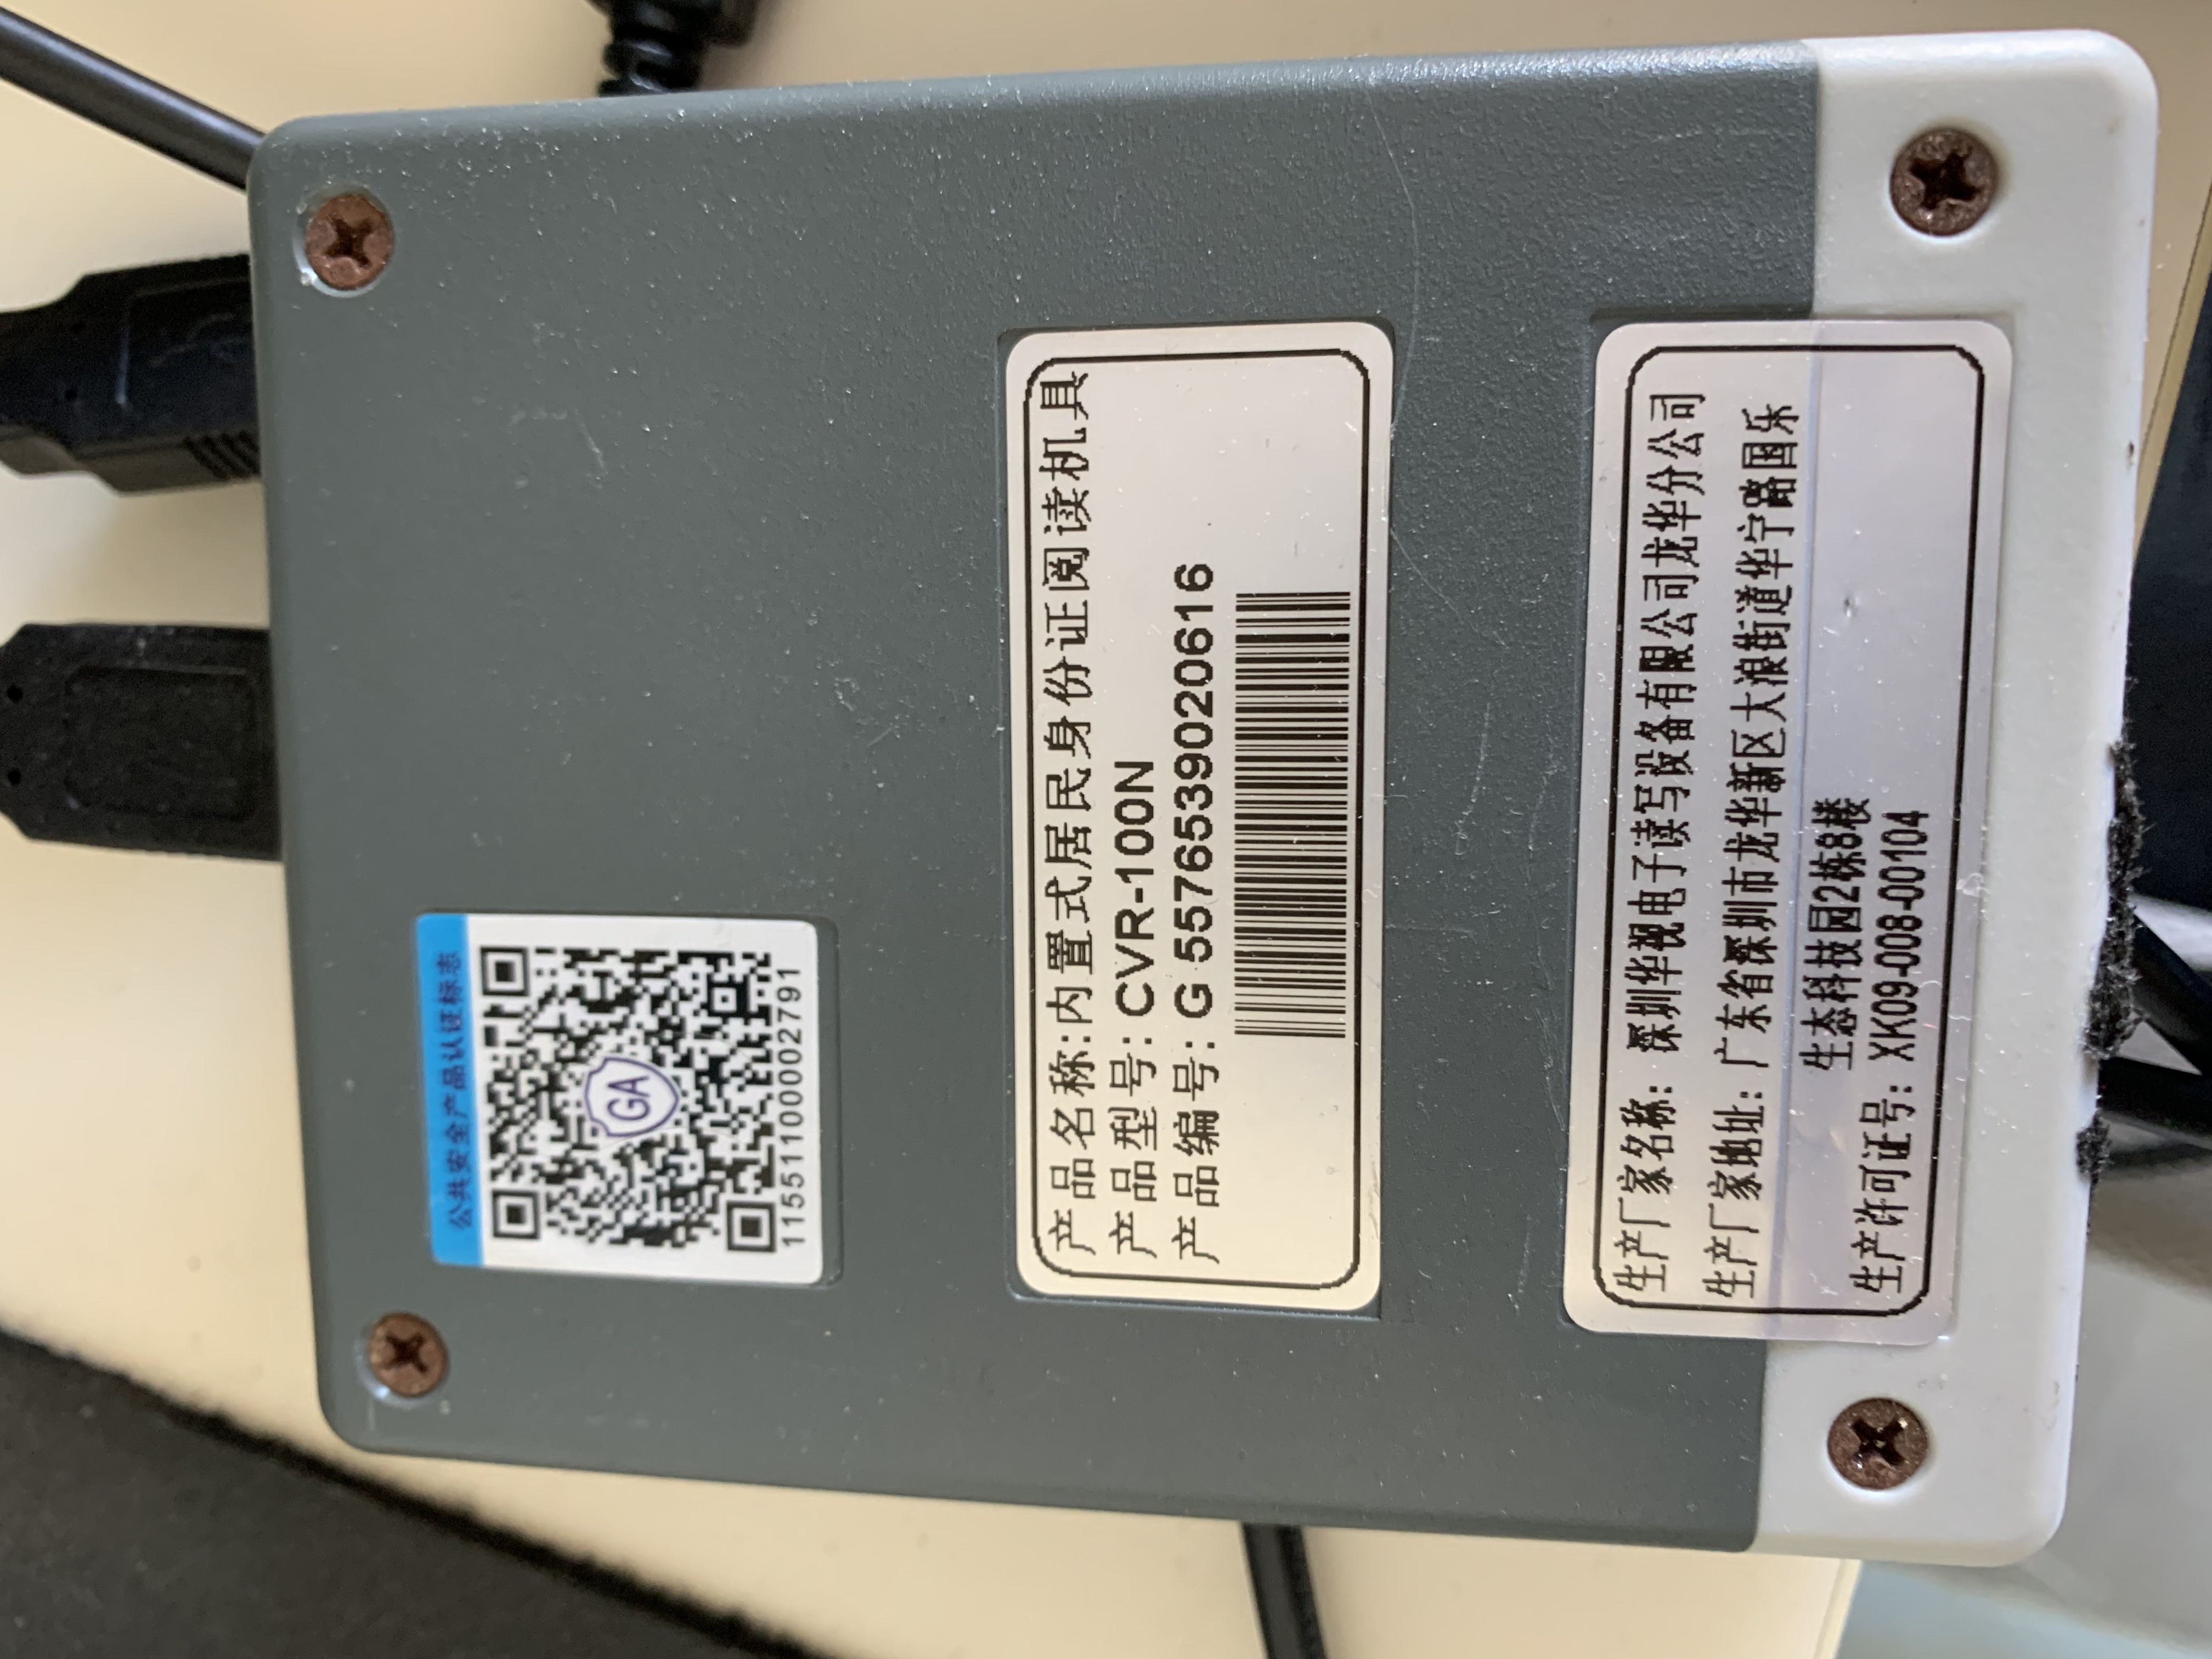 公共安全产品认证标志
GA
11551100002791
产品名称:内置式居民身份证阅读机具
产品型号: CVR-100N
产品编号: G 5576539020616
生产厂家名称: 深圳华视电子读写设备有限公司龙华分公司
生产厂家地址: 广东省深圳市龙华新区大浪街道华宁路国乐
生态科技园2栋8楼
生产许可证号: XK09-008-00104